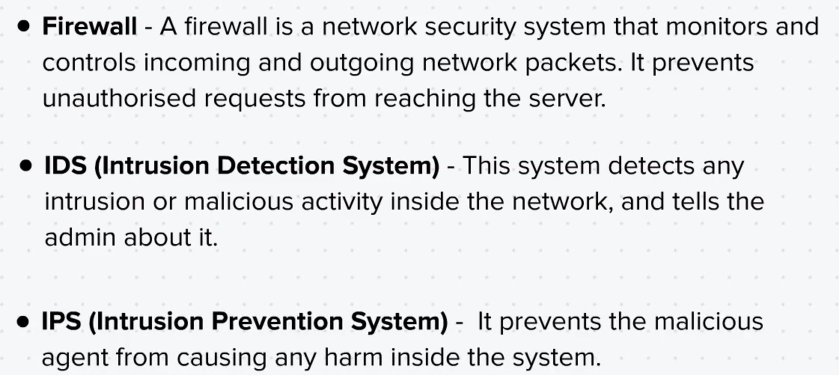 • Firewall - A firewall is a network security system that monitors and
controls incoming and outgoing network packets. It prevents
unauthorised requests from reaching the server.
• IDS (Intrusion Detection System) - This system detects any
intrusion or malicious activity inside the network, and tells the
admin about it.
• IPS (Intrusion Prevention System) - It prevents the malicious
agent from causing any harm inside the system.